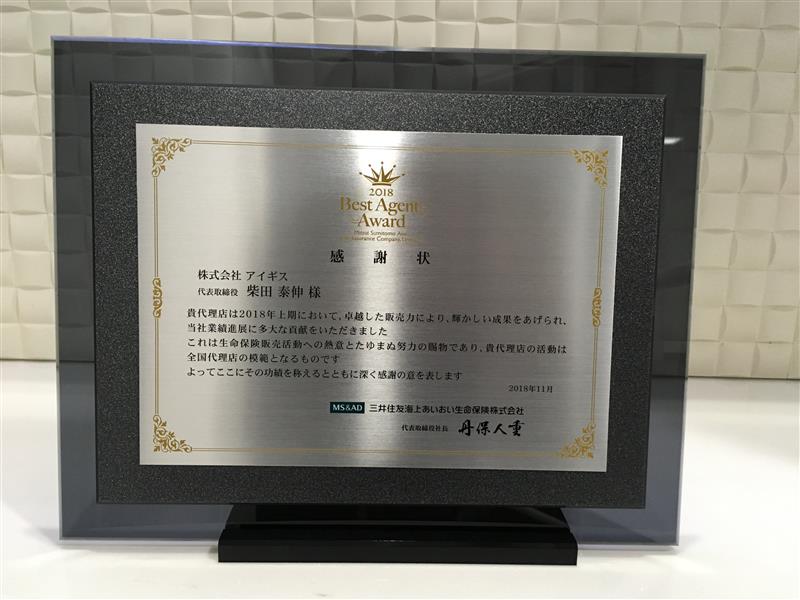 2018
Best Agent
Award
Mitsui Sumitomo
Insurance Company, Limited
感謝状
株式会社 アイギス
代表取締役 柴田 泰伸 様
貴代理店は2018年上期において，卓越した販売力により、輝かしい成果をあげられ、
当社業績進展に多大な貢献をいただきました
これは生命保険販売活動への熱意とたゆまぬ努力の賜物であり、貴代理店の活動は
全国代理店の模範となるものです
よってここにその功績を称えるとともに深く感謝の意を表します
2018年11月
MS&AD 三井住友海上あいおい生命保険株式会社
代表取締役社長 丹保人重